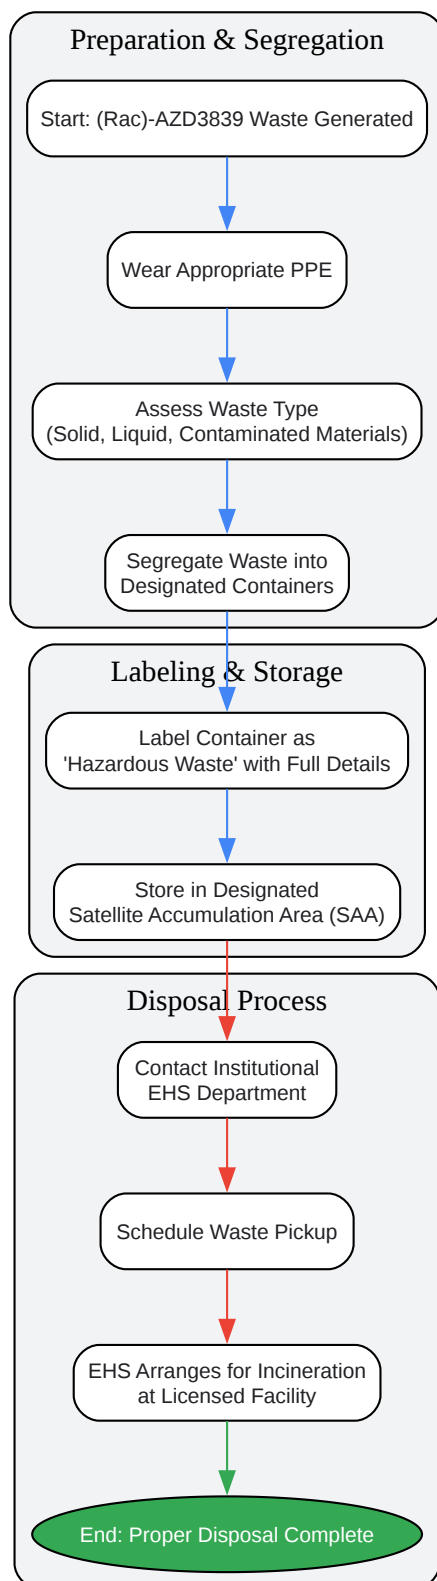 Preparation & Segregation
Start: (Rac)-AZD3839 Waste Generated
Wear Appropriate PPE
Assess Waste Type
(Solid, Liquid, Contaminated Materials)
Segregate Waste into
Designated Containers
Labeling & Storage
Label Container as
'Hazardous Waste' with Full Details
Store in Designated
Satellite Accumulation Area (SAA)
Disposal Process
Contact Institutional
EHS Department
Schedule Waste Pickup
EHS Arranges for Incineration
at Licensed Facility
End: Proper Disposal Complete